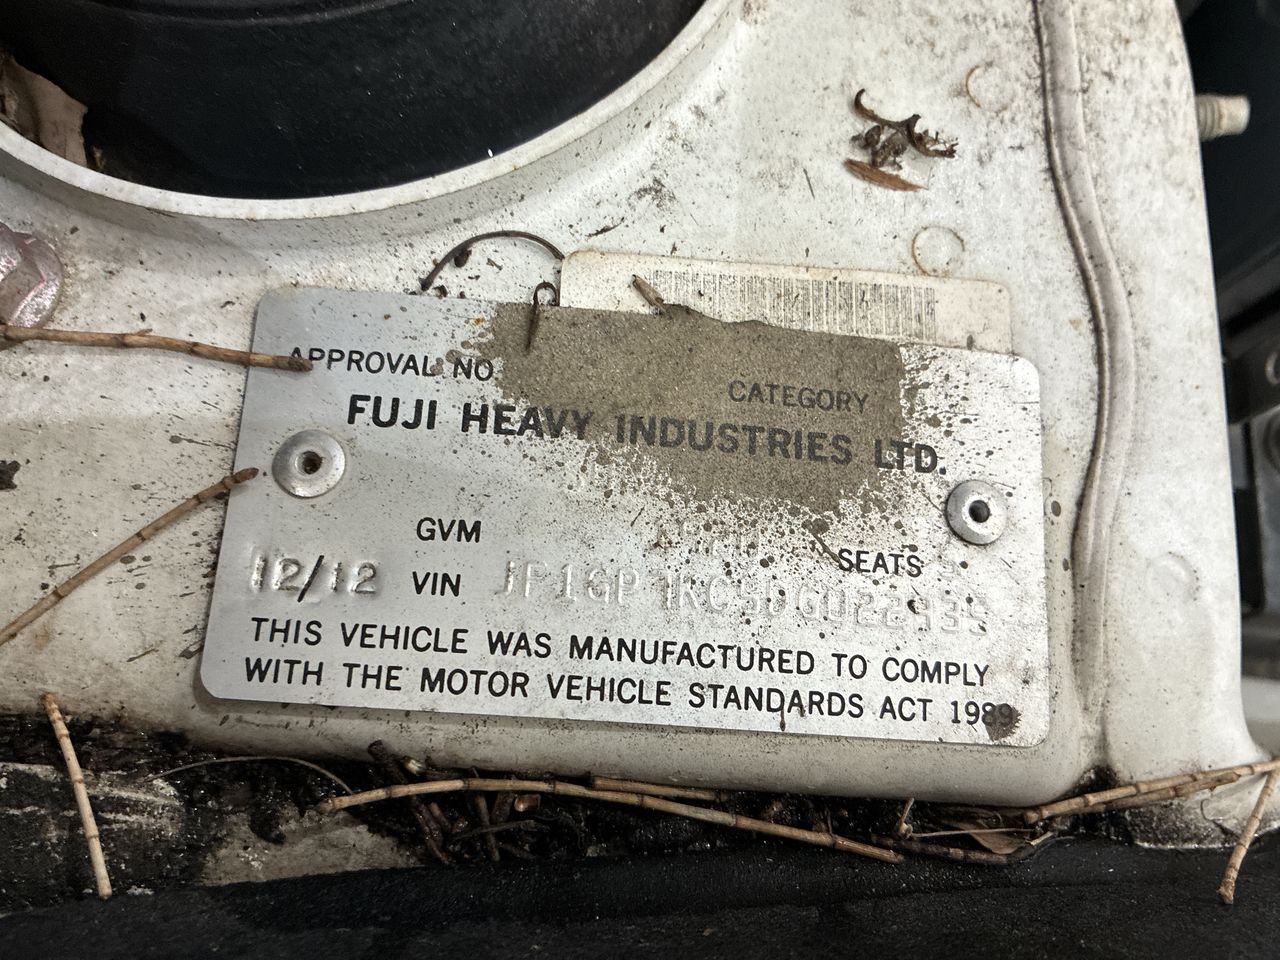 APPROVAL NO
CATEGORY
FUJI HEAVY INDUSTRIES LTD.
GVM
SEATS
12/12 VIN
THIS VEHICLE WAS MANUFACTURED TO COMPLY
WITH THE MOTOR VEHICLE STANDARDS ACT 1989